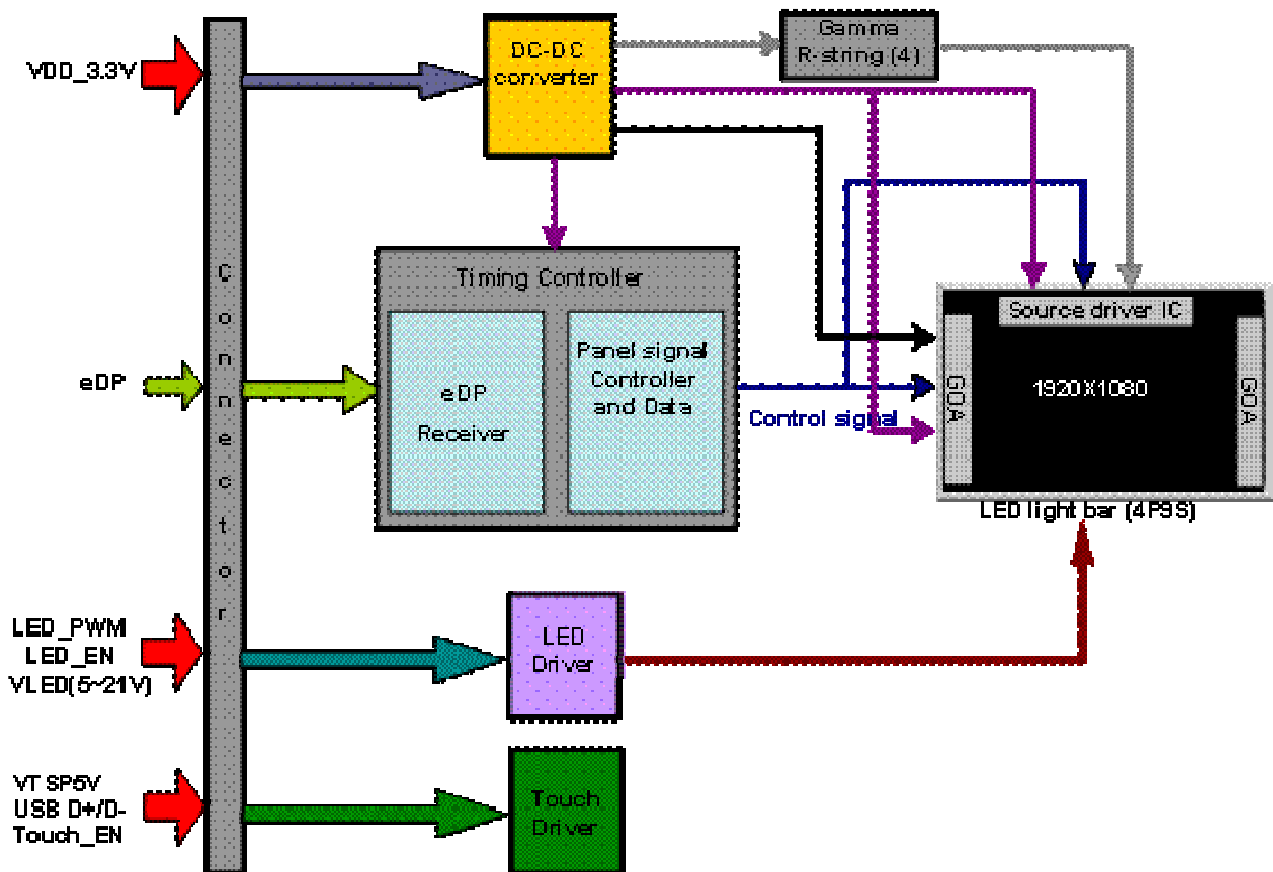 VDD_3.3V
DC-DC
converter
Gamma
R-string (4)
Connector
Timing Controller
eDP
eDP
Receiver
Panel signal
Controller
and Data
Control signal
Source driver IC
GOA
1920X1080
GOA
LED light bar (4P9S)
LED_PWM
LED_EN
VLED(5~21V)
LED
Driver
VTSP5V
USB D+/D-
Touch_EN
Touch
Driver